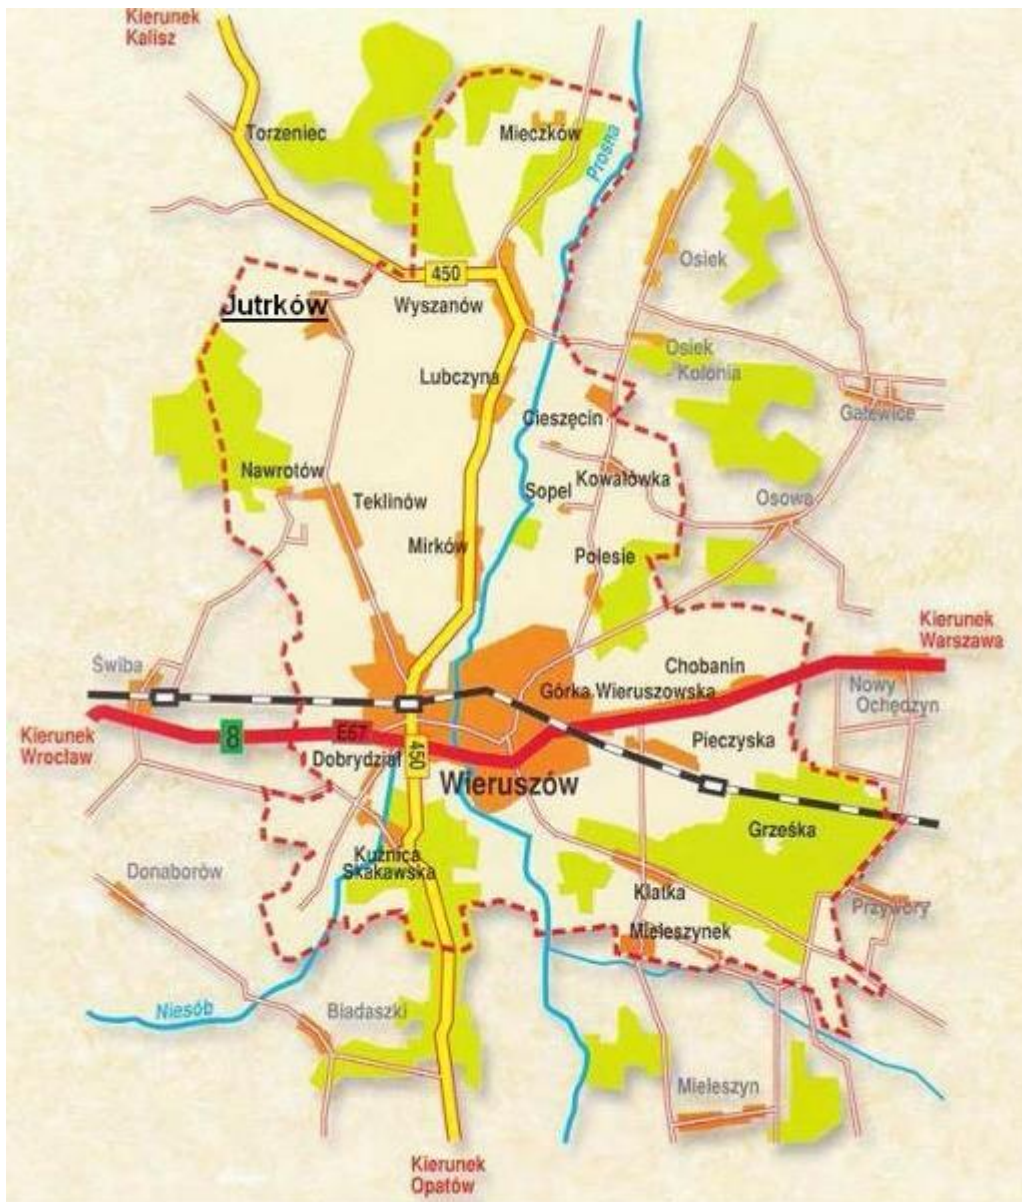 Kierunek
Kalisz
Torzeniec
Mieczków
Prosna
Osiek
450
Jutrków
Wyszanów
Osiek
- Kolonia
Lubczyna
Cieszęcin
Galewice
Nawrotów
Teklinów
Sopel
Kowalówka
Osowa
Mirków
Polesie
Kierunek
Warszawa
Świba
Chobanin
Górka Wieruszowska
Nowy
Ochędzyn
Kierunek
Wrocław
8
E67
Dobrydział
450
Pieczyska
Wieruszów
Grześka
Kuźnica
Skakawska
Donaborów
Klatka
Przywory
Mieleszynek
Niesób
Biadaszki
Mieleszyn
Kierunek
Opatów